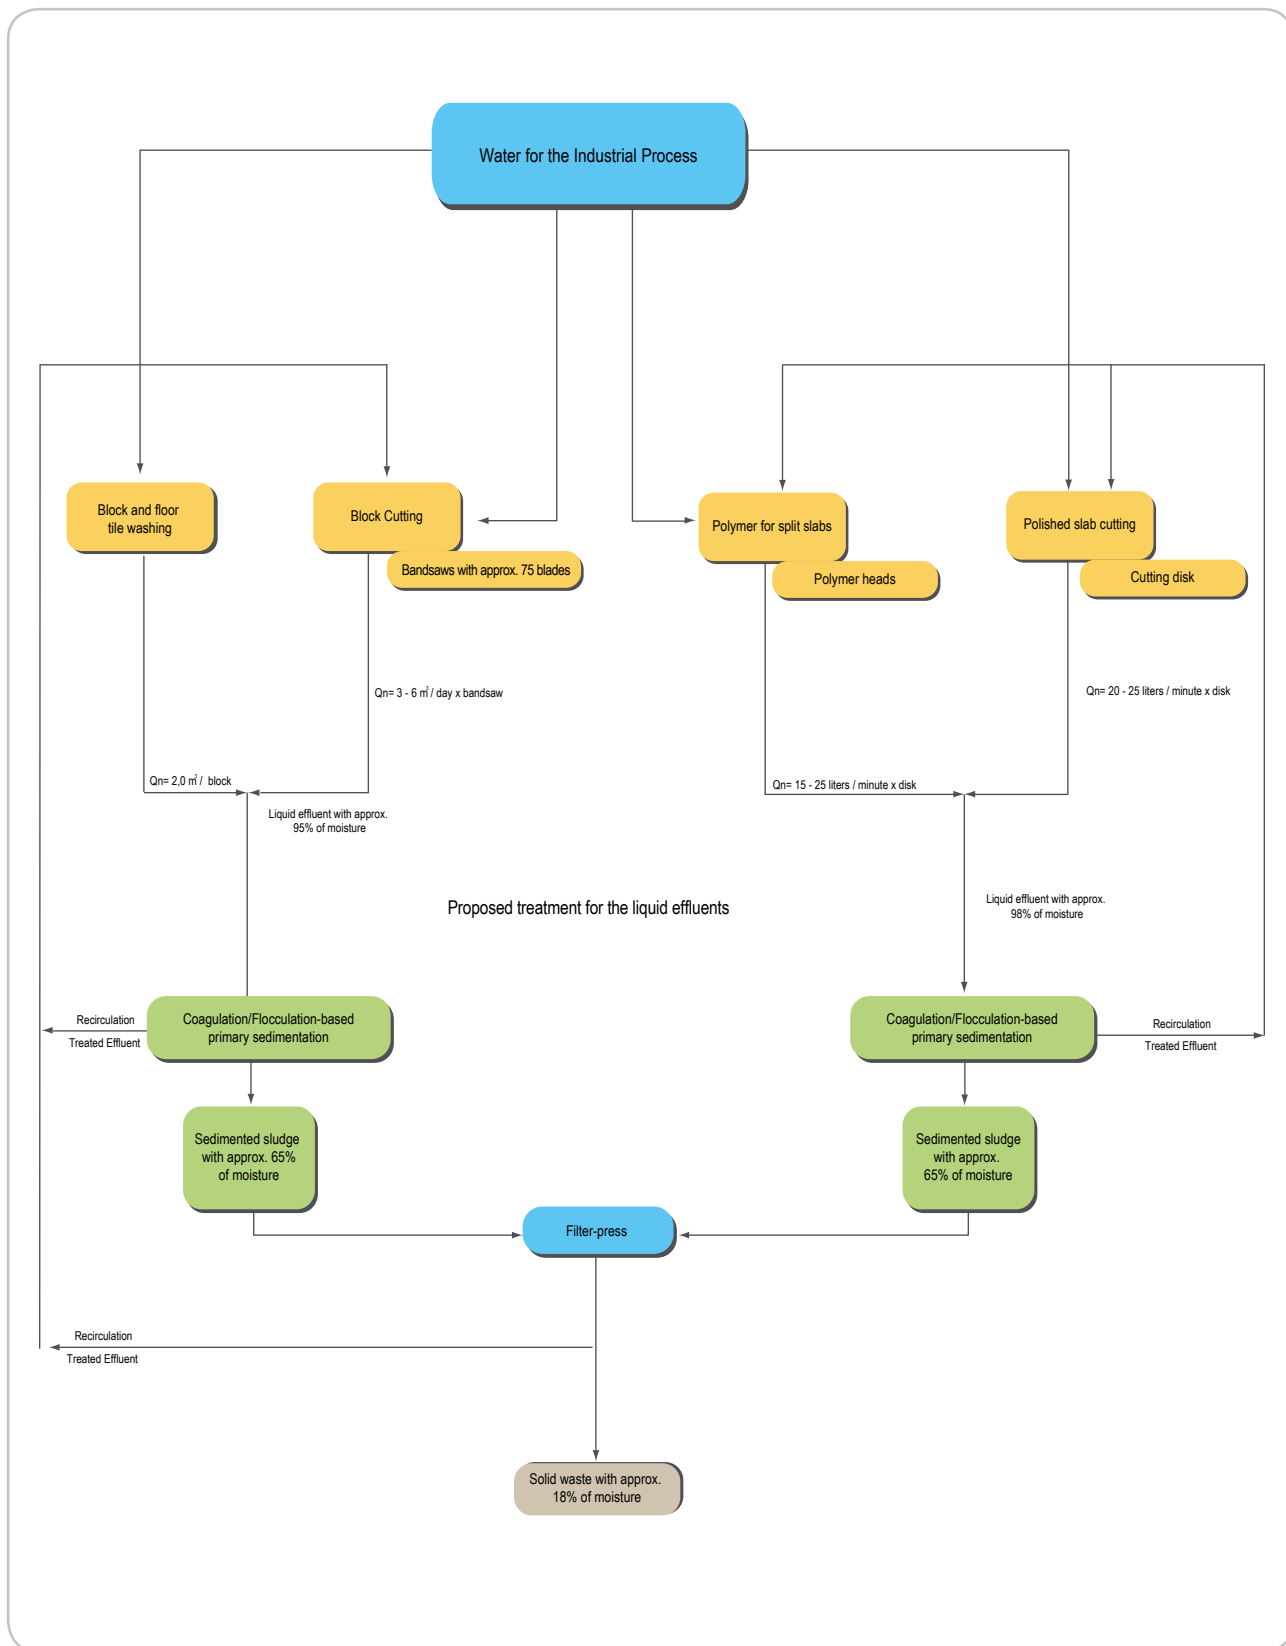 Water for the Industrial Process
Block and floor
tile washing
Block Cutting
Bandsaws with approx. 75 blades
Polymer for split slabs
Polymer heads
Polished slab cutting
Cutting disk
Qn= 3 - 6 m² / day x bandsaw
Qn= 20 - 25 liters / minute x disk
Qn= 2,0 m² / block
Qn= 15 - 25 liters / minute x disk
Liquid effluent with approx.
95% of moisture
Liquid effluent with approx.
98% of moisture
Proposed treatment for the liquid effluents
Recirculation
Treated Effluent
Coagulation/Flocculation-based
primary sedimentation
Coagulation/Flocculation-based
primary sedimentation
Recirculation
Treated Effluent
Sedimented sludge
with approx. 65%
of moisture
Sedimented sludge
with approx.
65% of moisture
Filter-press
Recirculation
Treated Effluent
Solid waste with approx.
18% of moisture